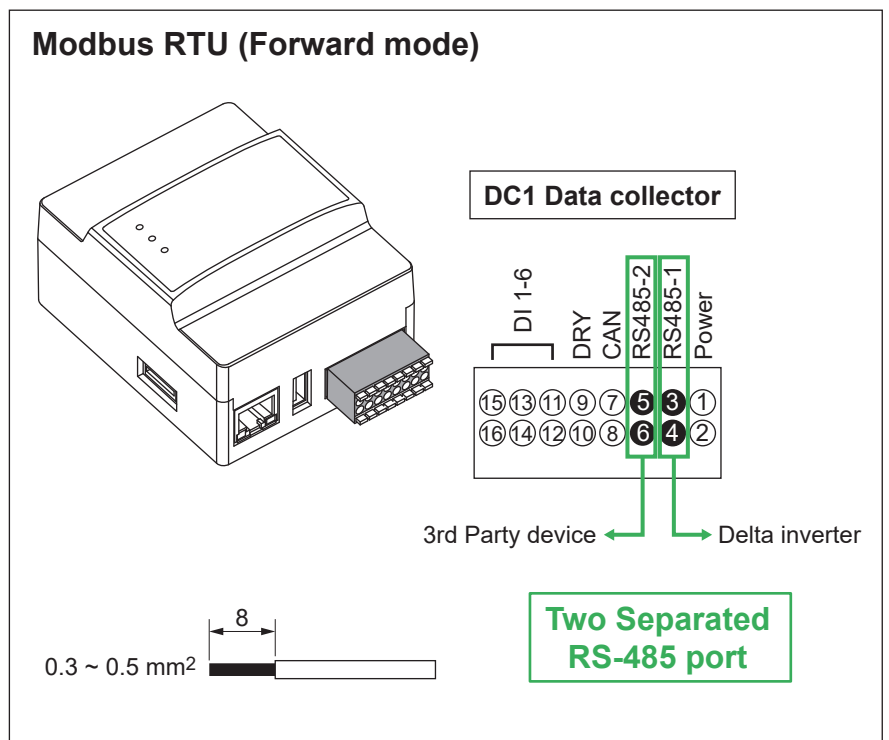 Modbus RTU (Forward mode)
DC1 Data collector
DI 1-6
DRY
CAN
RS485-2
RS485-1
Power
15 13 11 9 7 5 3 1
16 14 12 10 8 6 4 2
3rd Party device
Delta inverter
8
0.3 ~ 0.5 mm2
Two Separated
RS-485 port